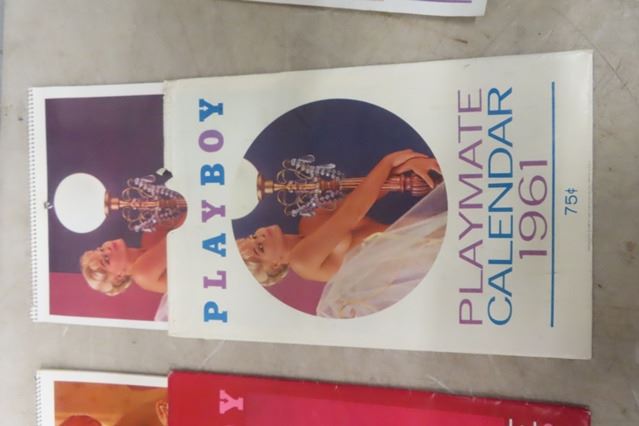 PLAYBOY
PLAYMATE
CALENDAR
1961
75¢
Y